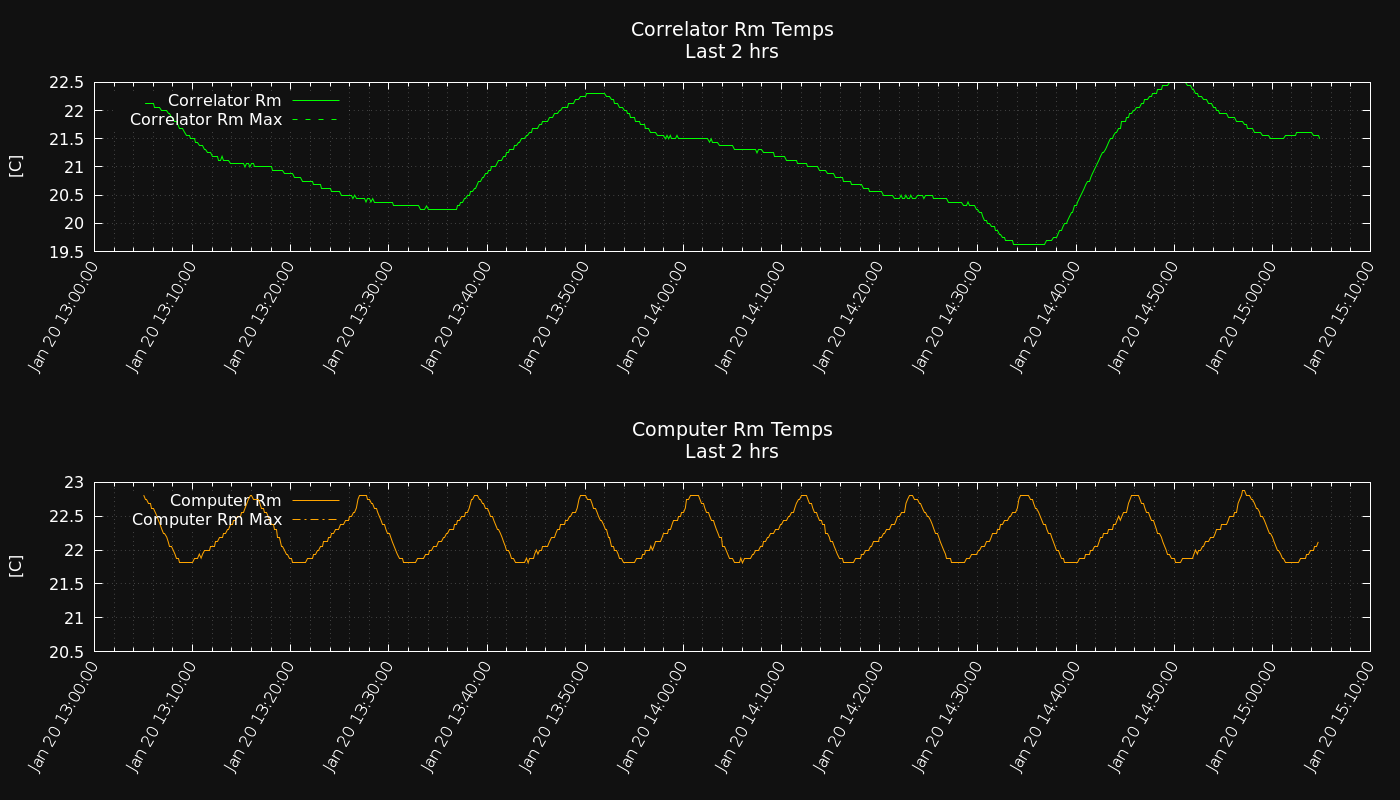 Correlator Rm Temps
Last 2 hrs
22.5
22
21.5
21
20.5
20
19.5
[C]
Correlator Rm
Correlator Rm Max
Jan 20 13:00:00
Jan 20 13:10:00
Jan 20 13:20:00
Jan 20 13:30:00
Jan 20 13:40:00
Jan 20 13:50:00
Jan 20 14:00:00
Jan 20 14:10:00
Jan 20 14:20:00
Jan 20 14:30:00
Jan 20 14:40:00
Jan 20 14:50:00
Jan 20 15:00:00
Jan 20 15:10:00
Computer Rm Temps
Last 2 hrs
23
22.5
22
21.5
21
20.5
[C]
Computer Rm
Computer Rm Max
Jan 20 13:00:00
Jan 20 13:10:00
Jan 20 13:20:00
Jan 20 13:30:00
Jan 20 13:40:00
Jan 20 13:50:00
Jan 20 14:00:00
Jan 20 14:10:00
Jan 20 14:20:00
Jan 20 14:30:00
Jan 20 14:40:00
Jan 20 14:50:00
Jan 20 15:00:00
Jan 20 15:10:00